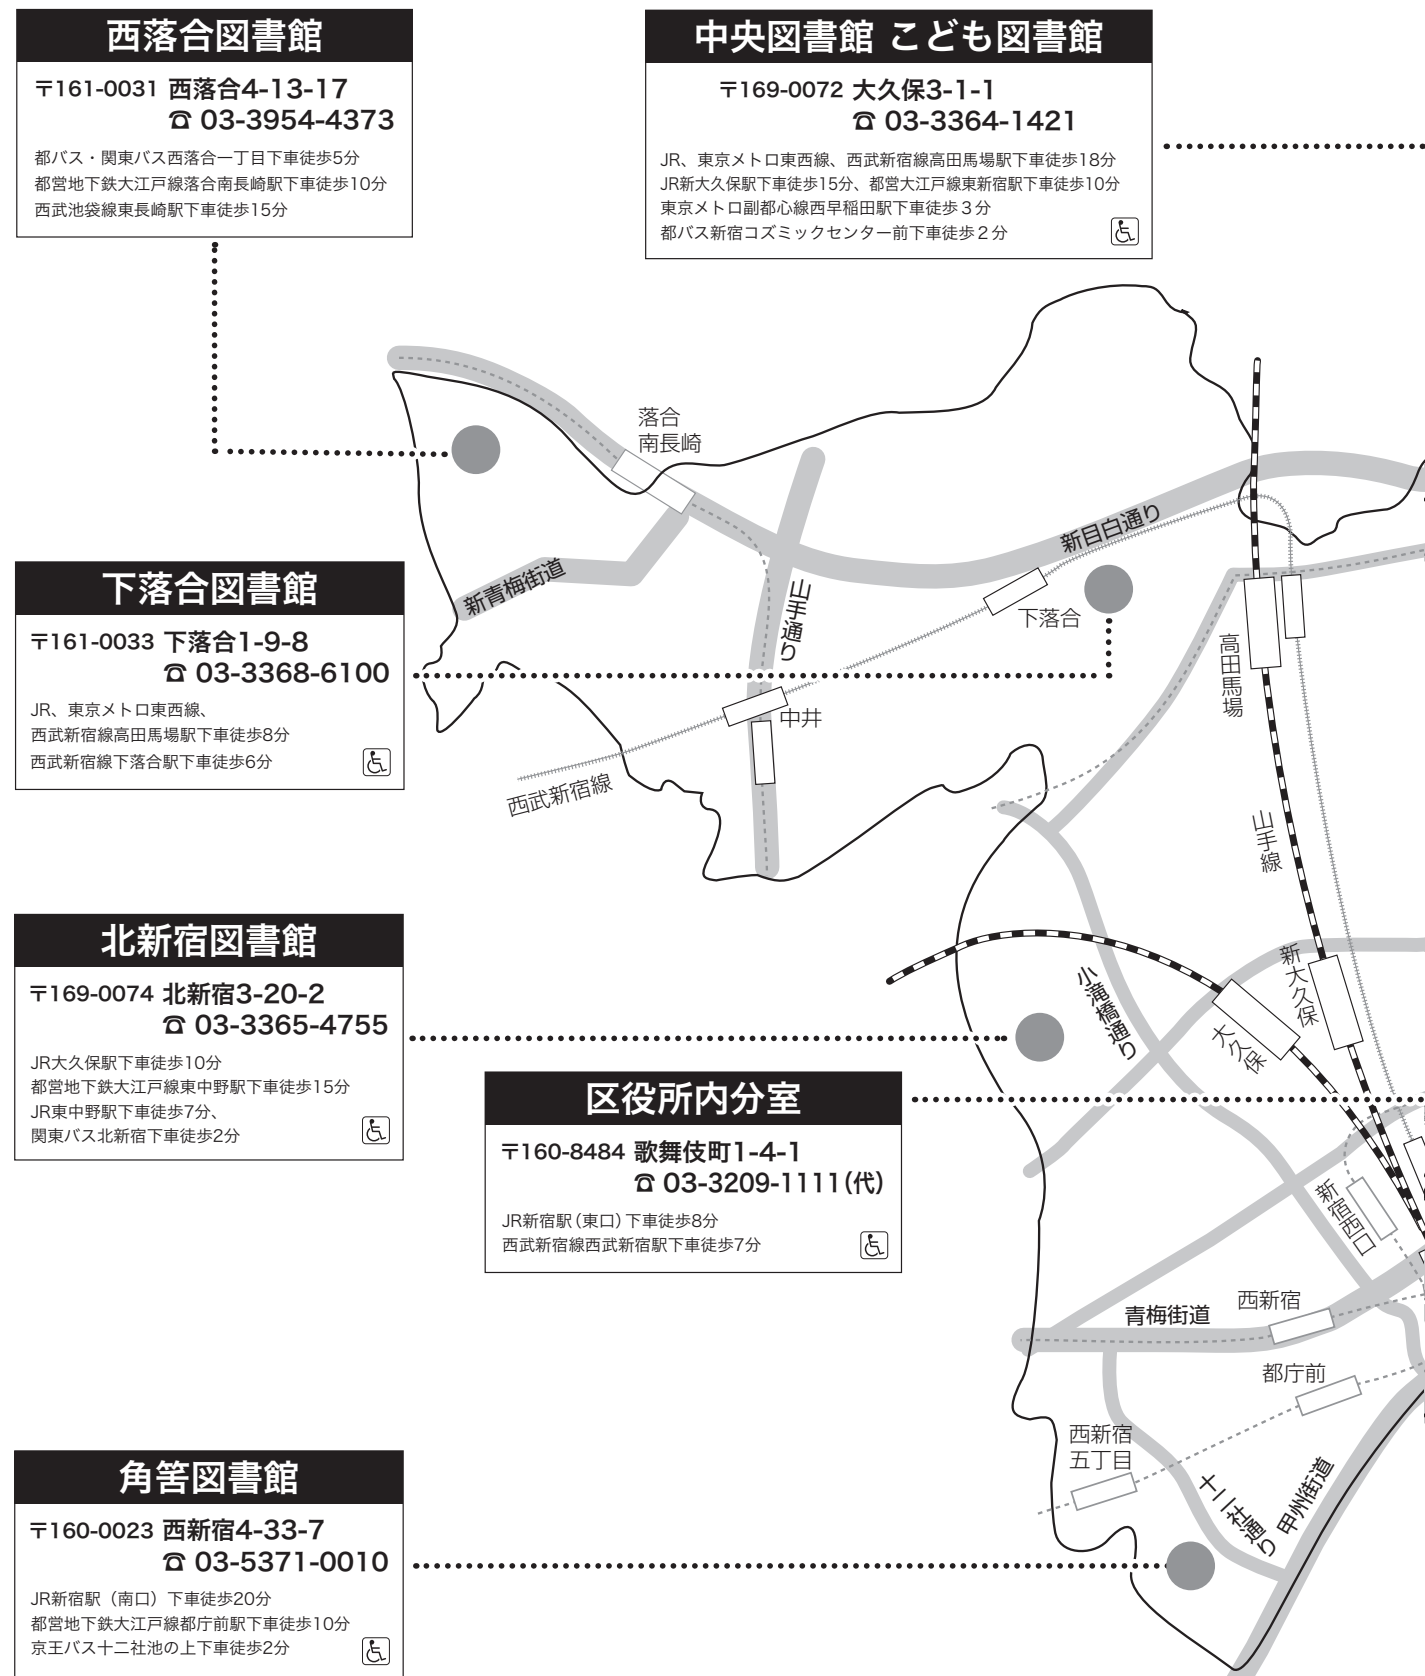 西落合図書館
〒161-0031 西落合4-13-17
☎ 03-3954-4373
都バス・関東バス西落合一丁目下車徒歩5分
都営地下鉄大江戸線落合南長崎駅下車徒歩10分
西武池袋線東長崎駅下車徒歩15分
中央図書館 こども図書館
〒169-0072 大久保3-1-1
☎ 03-3364-1421
JR、東京メトロ東西線、西武新宿線高田馬場駅下車徒歩18分
JR新大久保駅下車徒歩15分、都営大江戸線東新宿駅下車徒歩10分
東京メトロ副都心線西早稲田駅下車徒歩3分
都バス新宿コズミックセンター前下車徒歩2分
落合
南長崎
新目白通り
新青梅街道
山手通り
下落合
高田馬場
中井
西武新宿線
山手線
下落合図書館
〒161-0033 下落合1-9-8
☎ 03-3368-6100
JR、東京メトロ東西線、
西武新宿線高田馬場駅下車徒歩8分
西武新宿線下落合駅下車徒歩6分
北新宿図書館
〒169-0074 北新宿3-20-2
☎ 03-3365-4755
JR大久保駅下車徒歩10分
都営地下鉄大江戸線東中野駅下車徒歩15分
JR東中野駅下車徒歩7分、
関東バス北新宿下車徒歩2分
小滝橋通り
大久保
新大久保
区役所内分室
〒160-8484 歌舞伎町1-4-1
☎ 03-3209-1111(代)
JR新宿駅(東口)下車徒歩8分
西武新宿線西武新宿駅下車徒歩7分
新宿西口
青梅街道
西新宿
都庁前
西新宿
五丁目
十二社通り
甲州街道
角筈図書館
〒160-0023 西新宿4-33-7
☎ 03-5371-0010
JR新宿駅(南口)下車徒歩20分
都営地下鉄大江戸線都庁前駅下車徒歩10分
京王バス十二社池の上下車徒歩2分